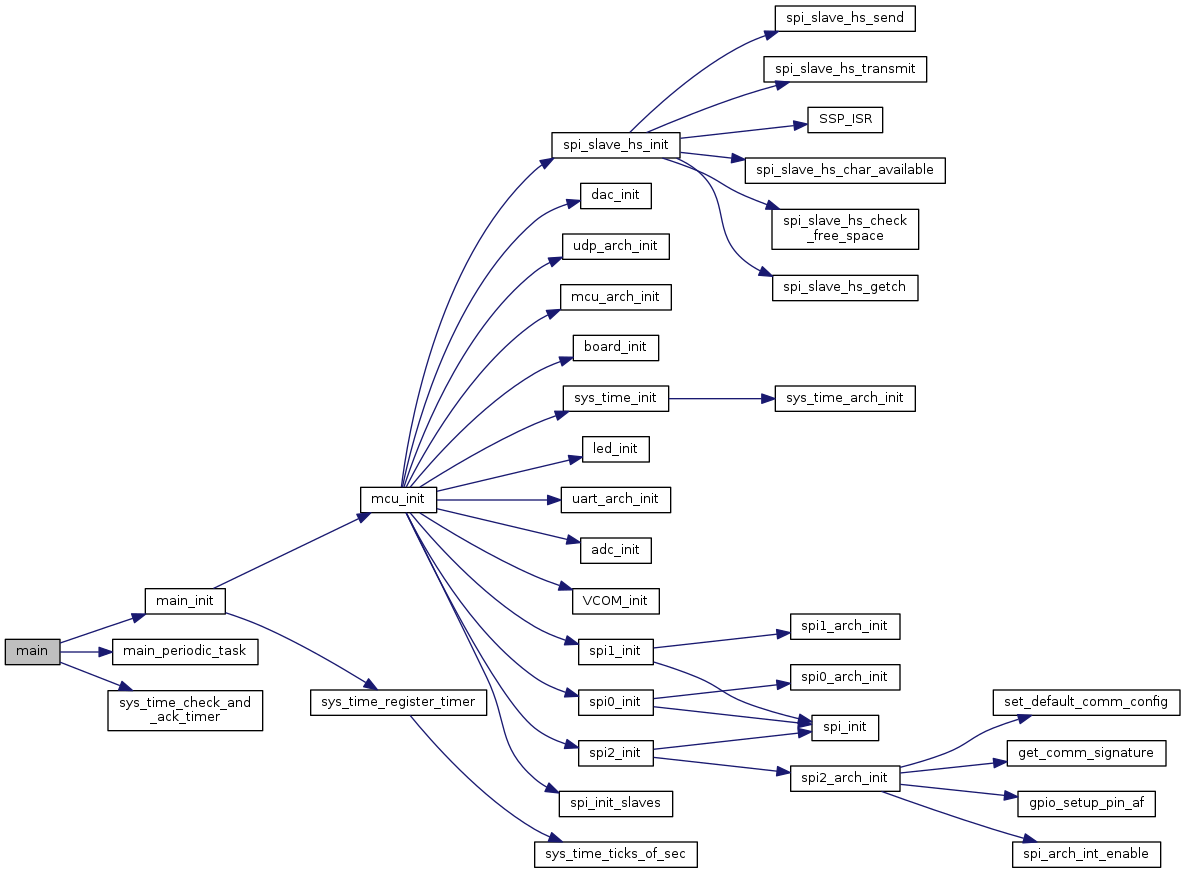 spi_slave_hs_send
spi_slave_hs_transmit
SSP_ISR
spi_slave_hs_init
spi_slave_hs_char_available
dac_init
spi_slave_hs_check
_free_space
udp_arch_init
spi_slave_hs_getch
mcu_arch_init
board_init
sys_time_init
sys_time_arch_init
led_init
mcu_init
uart_arch_init
adc_init
main_init
VCOM_init
spi1_arch_init
main
main_periodic_task
spi1_init
spi0_arch_init
sys_time_check_and
_ack_timer
sys_time_register_timer
spi0_init
set_default_comm_config
spi_init
spi2_init
get_comm_signature
spi2_arch_init
spi_init_slaves
gpio_setup_pin_af
sys_time_ticks_of_sec
spi_arch_int_enable